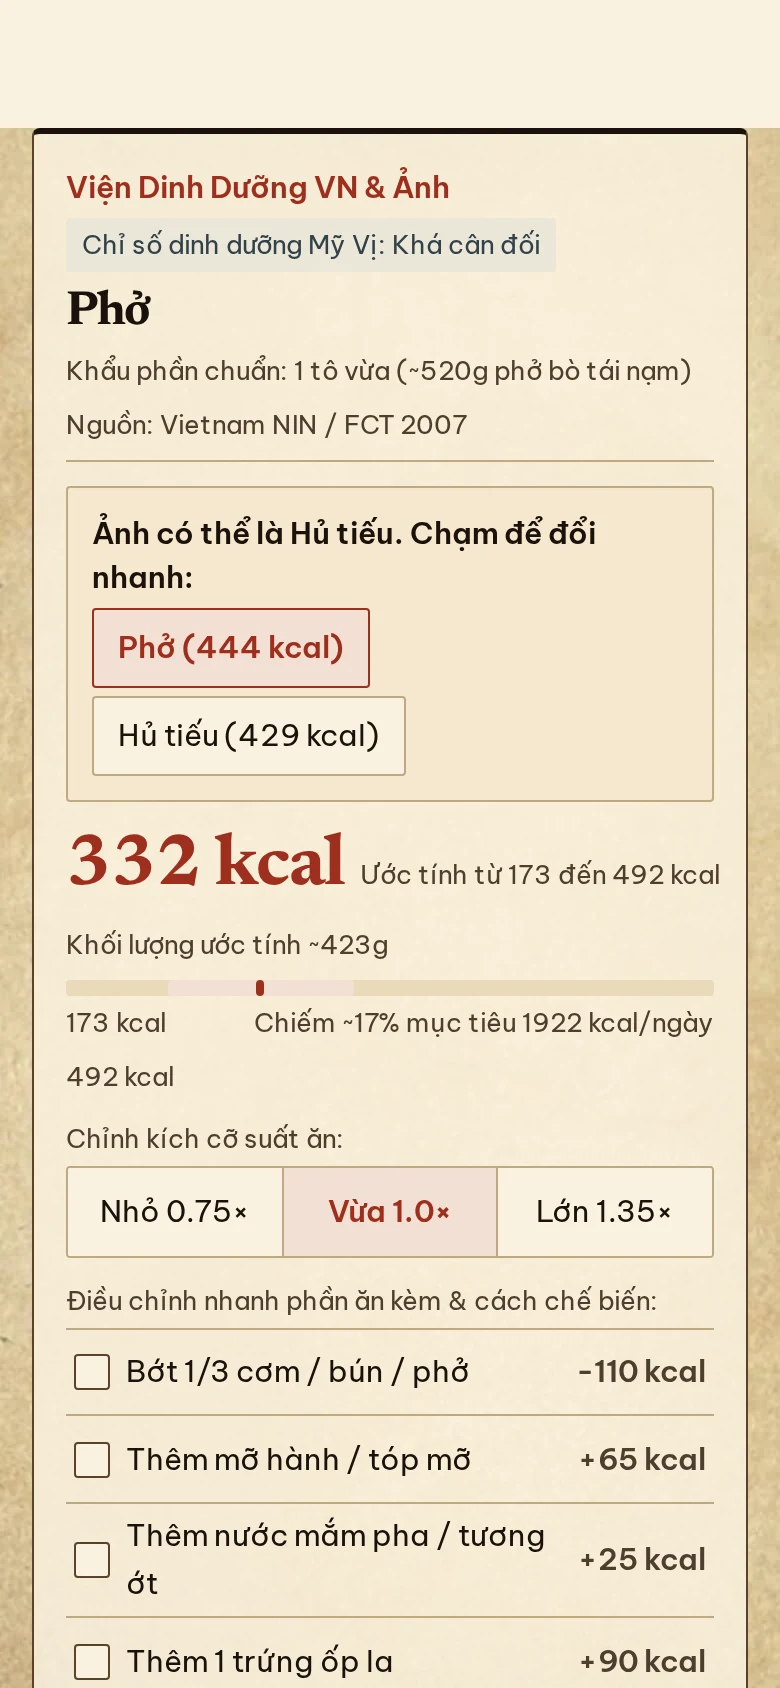 Viện Dinh Dưỡng VN & Ảnh
Chỉ số dinh dưỡng Mỹ Vị: Khá cân đối
Phở
Khẩu phần chuẩn: 1 tô vừa (~520g phở bò tái nạm)
Nguồn: Vietnam NIN / FCT 2007
Ảnh có thể là Hủ tiếu. Chạm để đổi
nhanh:
Phở (444 kcal)
Hủ tiếu (429 kcal)
332 kcal Ước tính từ 173 đến 492 kcal
Khối lượng ước tính ~423g
173 kcal Chiếm ~17% mục tiêu 1922 kcal/ngày
492 kcal
Chỉnh kích cỡ suất ăn:
Nhỏ 0.75× Vừa 1.0× Lớn 1.35×
Điều chỉnh nhanh phần ăn kèm & cách chế biến:
Bớt 1/3 cơm / bún / phở -110 kcal
Thêm mỡ hành / tóp mỡ +65 kcal
Thêm nước mắm pha / tương
ớt +25 kcal
Thêm 1 trứng ốp la +90 kcal